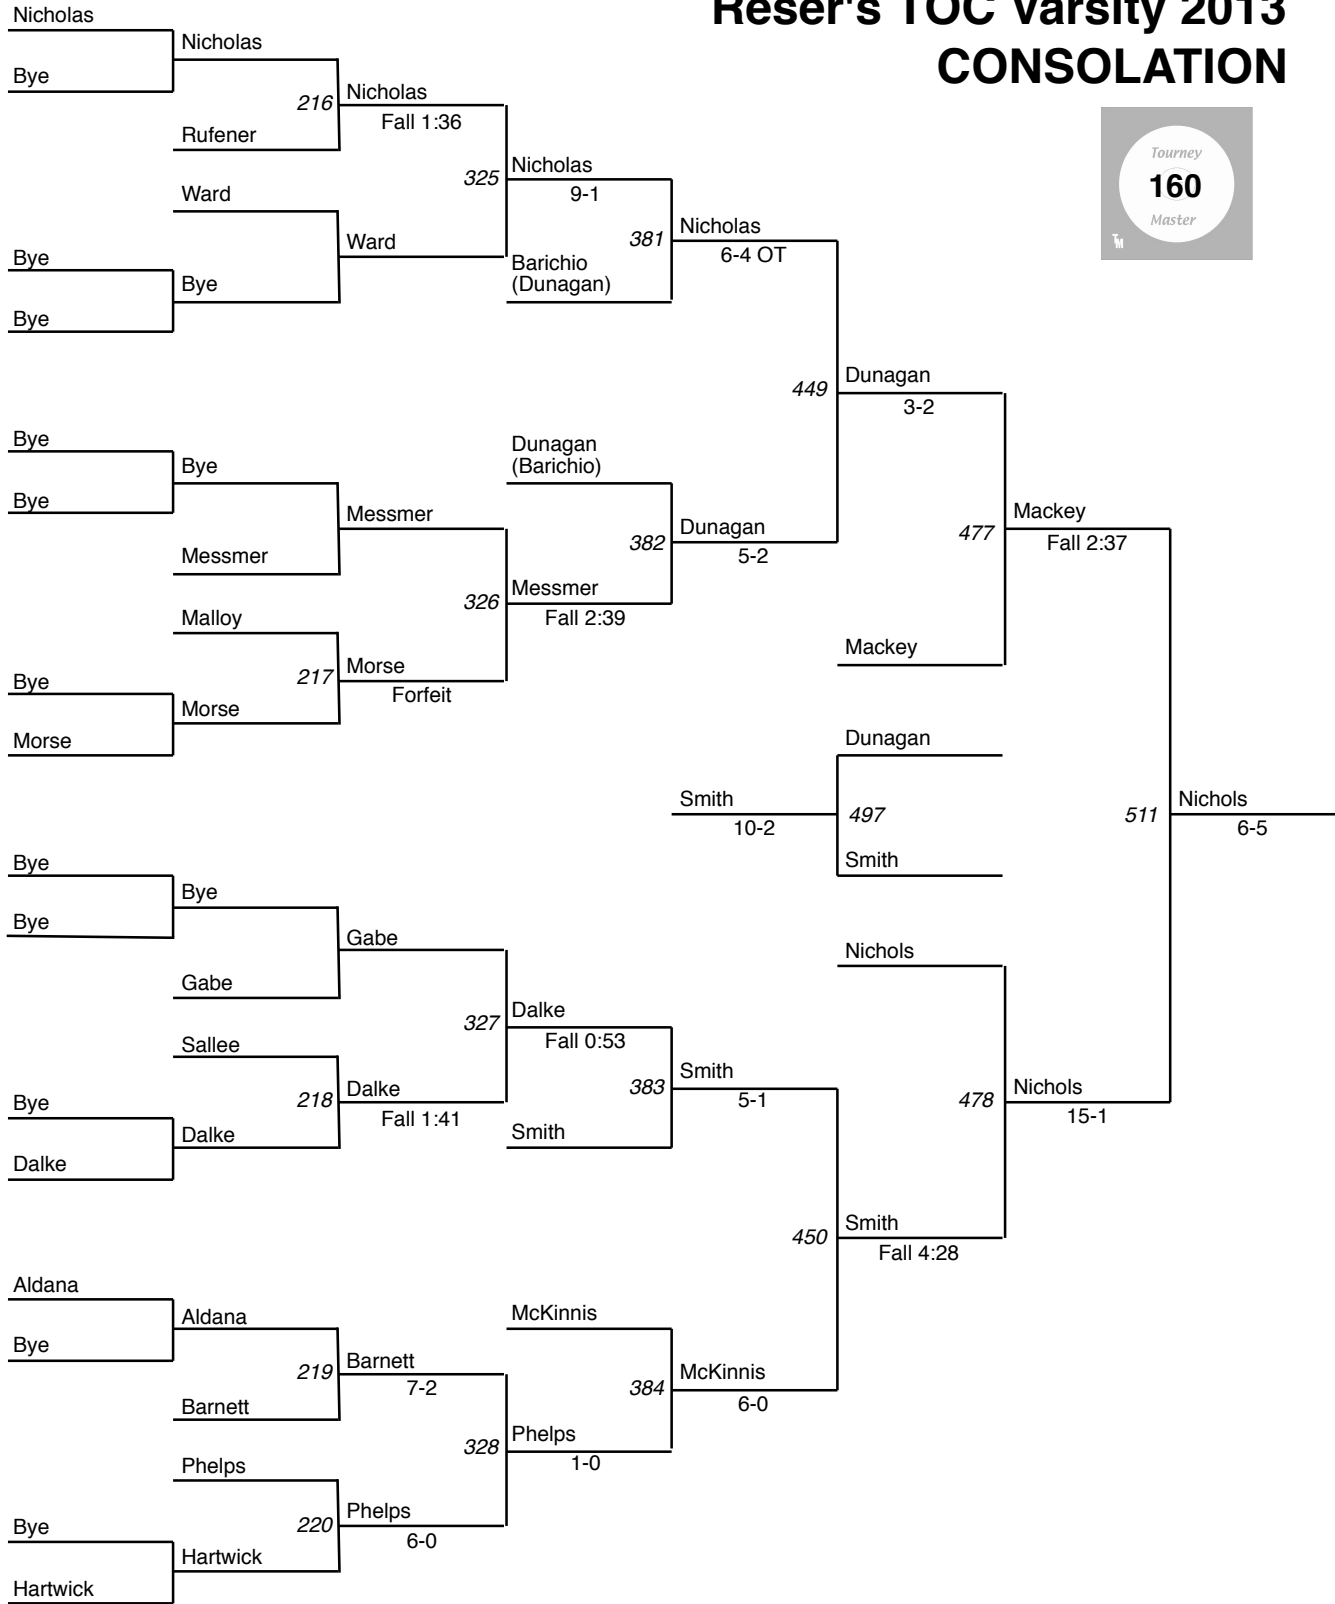 Reser's TOC Varsity 2013
CONSOLATION
Tourney
160
Master
TM
Nicholas
Bye
Nicholas
216
Rufener
Nicholas
Fall 1:36
Ward
Bye
Bye
Bye
Ward
325
Nicholas
9-1
Barichio
(Dunagan)
381
Nicholas
6-4 OT
Bye
Bye
Bye
Messmer
Messmer
Malloy
Bye
Morse
Morse
217
Morse
Forfeit
326
Messmer
Fall 2:39
Dunagan
(Barichio)
382
Dunagan
5-2
449
Dunagan
3-2
Mackey
477
Mackey
Fall 2:37
Dunagan
497
Smith
Smith
10-2
511
Nichols
6-5
Bye
Bye
Bye
Gabe
Gabe
Sallee
Bye
Dalke
Dalke
218
Dalke
Fall 1:41
327
Dalke
Fall 0:53
Smith
383
Smith
5-1
Nichols
478
Nichols
15-1
450
Smith
Fall 4:28
Aldana
Bye
Aldana
219
Barnett
Barnett
7-2
Phelps
Bye
Hartwick
Hartwick
220
Phelps
6-0
328
Phelps
1-0
McKinnis
384
McKinnis
6-0